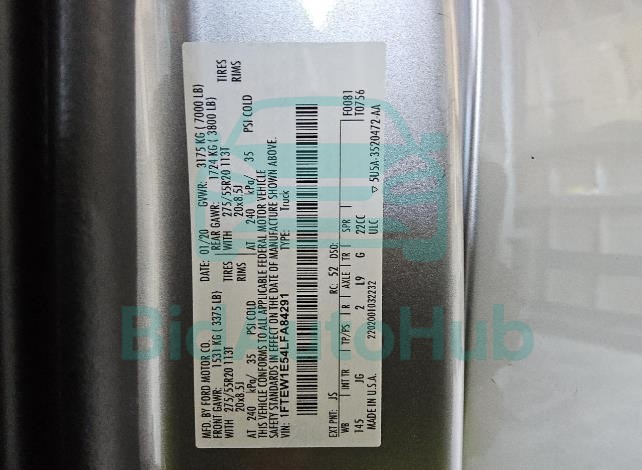 MFD. BY FORD MOTOR CO.
DATE: 01/20 GVWR: 3175 KG ( 7000 LB)
FRONT GAWR: 1531 KG ( 3375 LB) REAR GAWR: 1724 KG ( 3800 LB)
WITH 275/55R20 113T TIRES WITH 275/55R20 113T TIRES
20x8.5J RIMS 20x8.5J RIMS
AT 240 kPa/ 35 PSI COLD AT 240 kPa/ 35 PSI COLD
THIS VEHICLE CONFORMS TO ALL APPLICABLE FEDERAL MOTOR VEHICLE
SAFETY STANDARDS IN EFFECT ON THE DATE OF MANUFACTURE SHOWN ABOVE.
VIN: 1FTEW1E54LFA84291 TYPE: Truck
F0081
T0756
EXT PNT: JS RC: 52 DSO:
WB INT TR TP/PS R AXLE TR SPR
145 JG 2 L9 G 22CC
ULC
MADE IN U.S.A. 2202001032232
▽ 5USA-3520472-AA
BidAutoHub